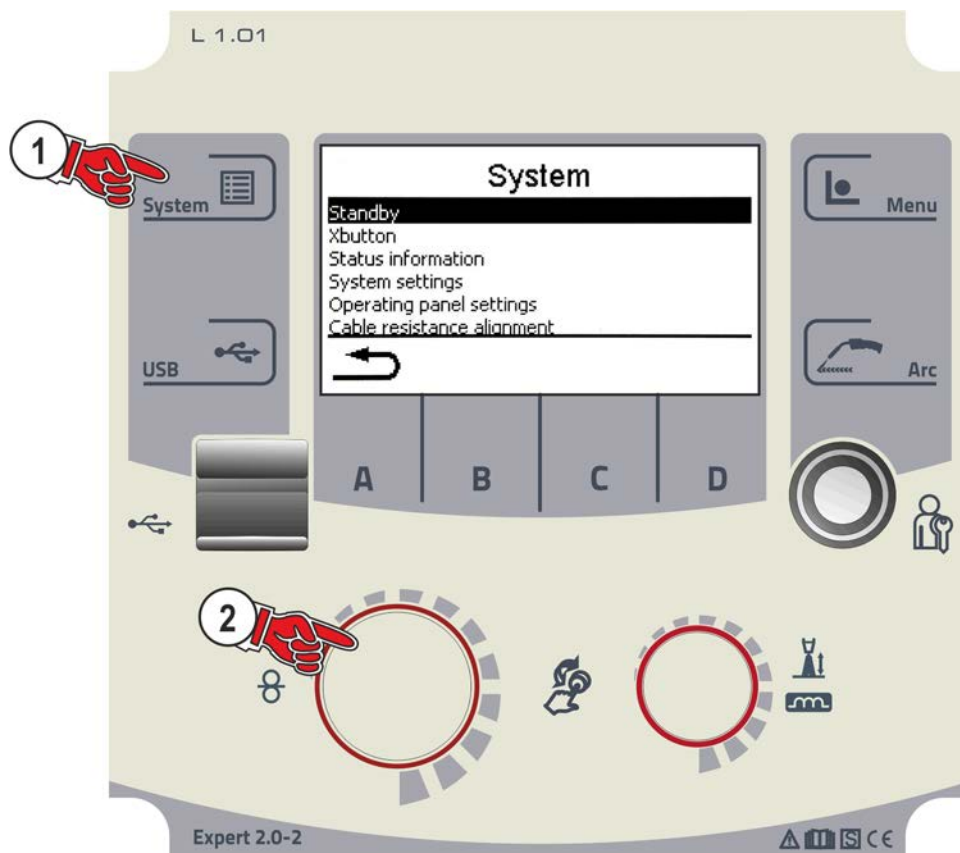 L 1.01
1
System
System
Menu
Standby
Xbutton
Status information
System settings
Operating panel settings
Cable resistance alignment
USB
Arc
A B C D
2
Expert 2.0-2
S CE